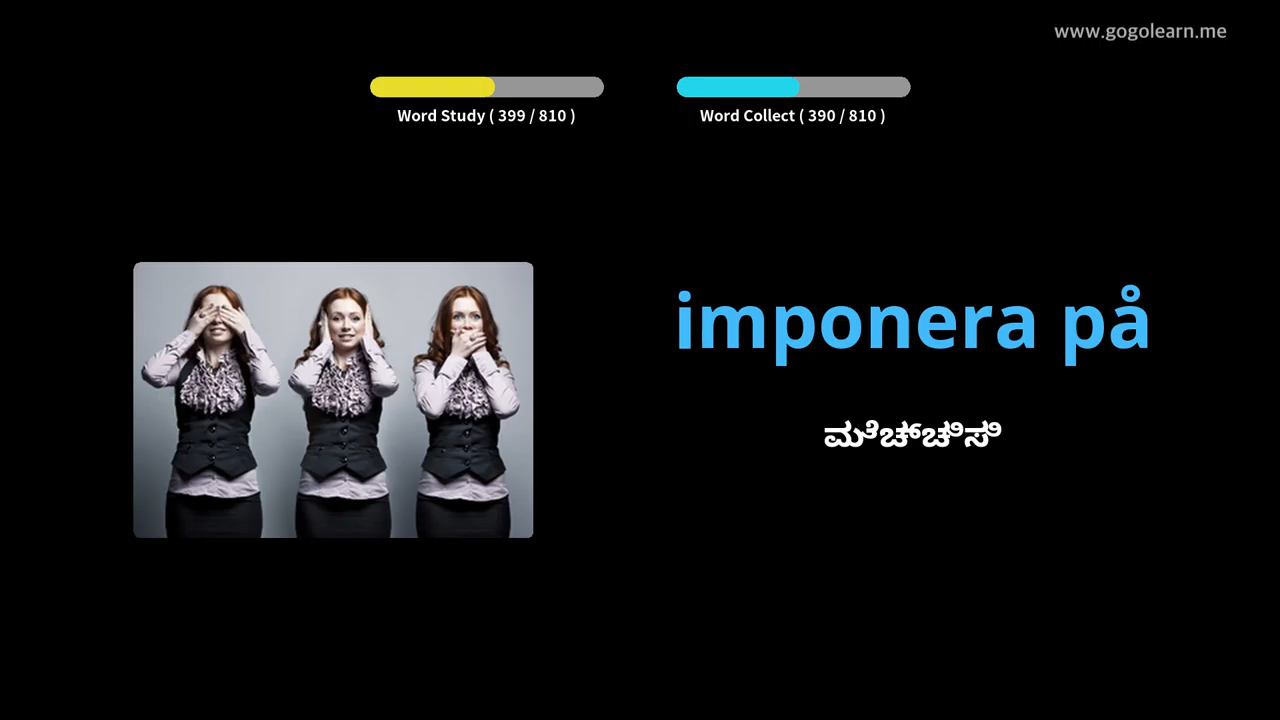 www.gogolearn.me
Word Study ( 399 / 810 )
Word Collect ( 390 / 810 )
imponera på
ಮೆಚ್ಚಿಸಿ